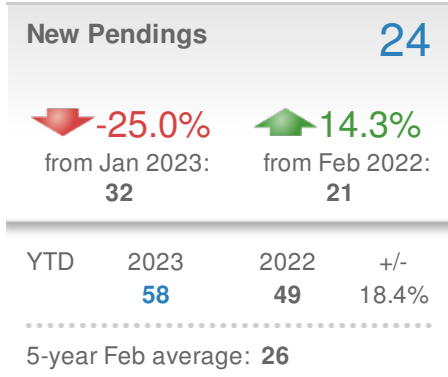 New Pendings 24
-25.0% 14.3%
from Jan 2023: from Feb 2022:
32 21
YTD 2023 2022 +/-
58 49 18.4%
5-year Feb average: 26